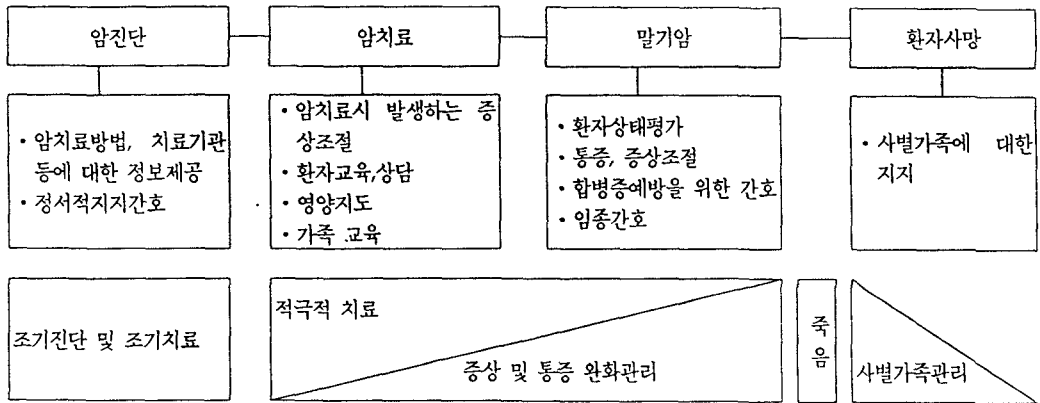 암진단
암치료
말기암
환자사망
• 암치료방법, 치료기관
등에 대한 정보제공
• 정서적지지간호
• 암치료시 발생하는 증
상조절
• 환자교육,상담
• 영양지도
• 가족 교육
• 환자상태평가
• 통증, 증상조절
• 합병증예방을 위한 간호
• 임종간호
• 사별가족에 대한
지지
조기진단 및 조기치료
적극적 치료
증상 및 통증 완화관리
죽
음
사별가족관리